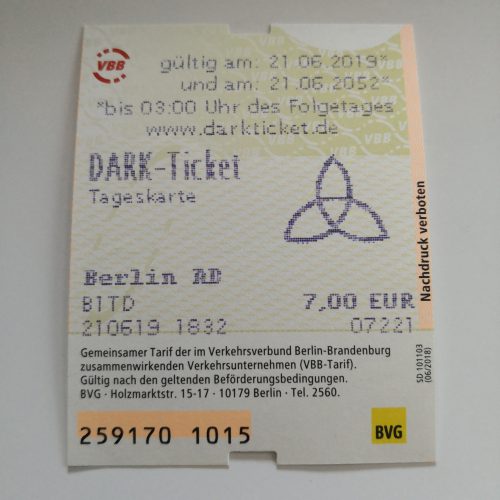 VBB
gültig am: 21.06.2019*
und am: 21.06.2052*
*bis 03:00 Uhr des Folgetages
www.darkticket.de
VBB
DARK-Ticket
Tageskarte
Berlin AD
B1TD
7,00 EUR
210619 1832
07221
Nachdruck verboten
SD 101103
(06/2018)
Gemeinsamer Tarif der im Verkehrsverbund Berlin-Brandenburg
zusammenwirkenden Verkehrsunternehmen (VBB-Tarif).
Gültig nach den geltenden Beförderungsbedingungen.
BVG · Holzmarktstr. 15-17 · 10179 Berlin · Tel. 2560.
259170 1015
BVG